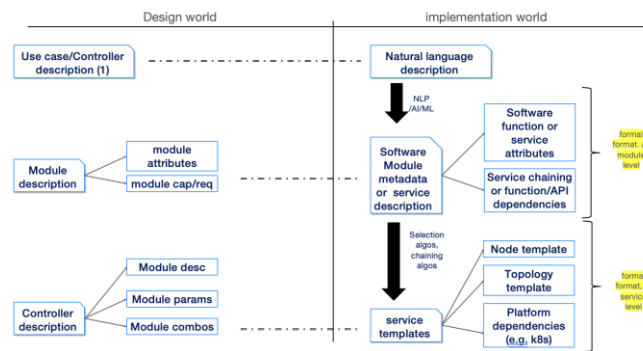 Design world
implementation world
Use case/Controller
description (1)
Natural language
description
NLP
/AI/ML
Module
description
module
attributes
module cap/req
Software
Module
metadata
or service
description
Software
function or
service
attributes
Service chaining
or function/API
dependencies
formal
format.
module
level
Selection
algos,
chaining
algos
Controller
description
Module desc
Module params
Module combos
service
templates
Node template
Topology
template
Platform
dependencies
(e.g. k8s)
format,
level